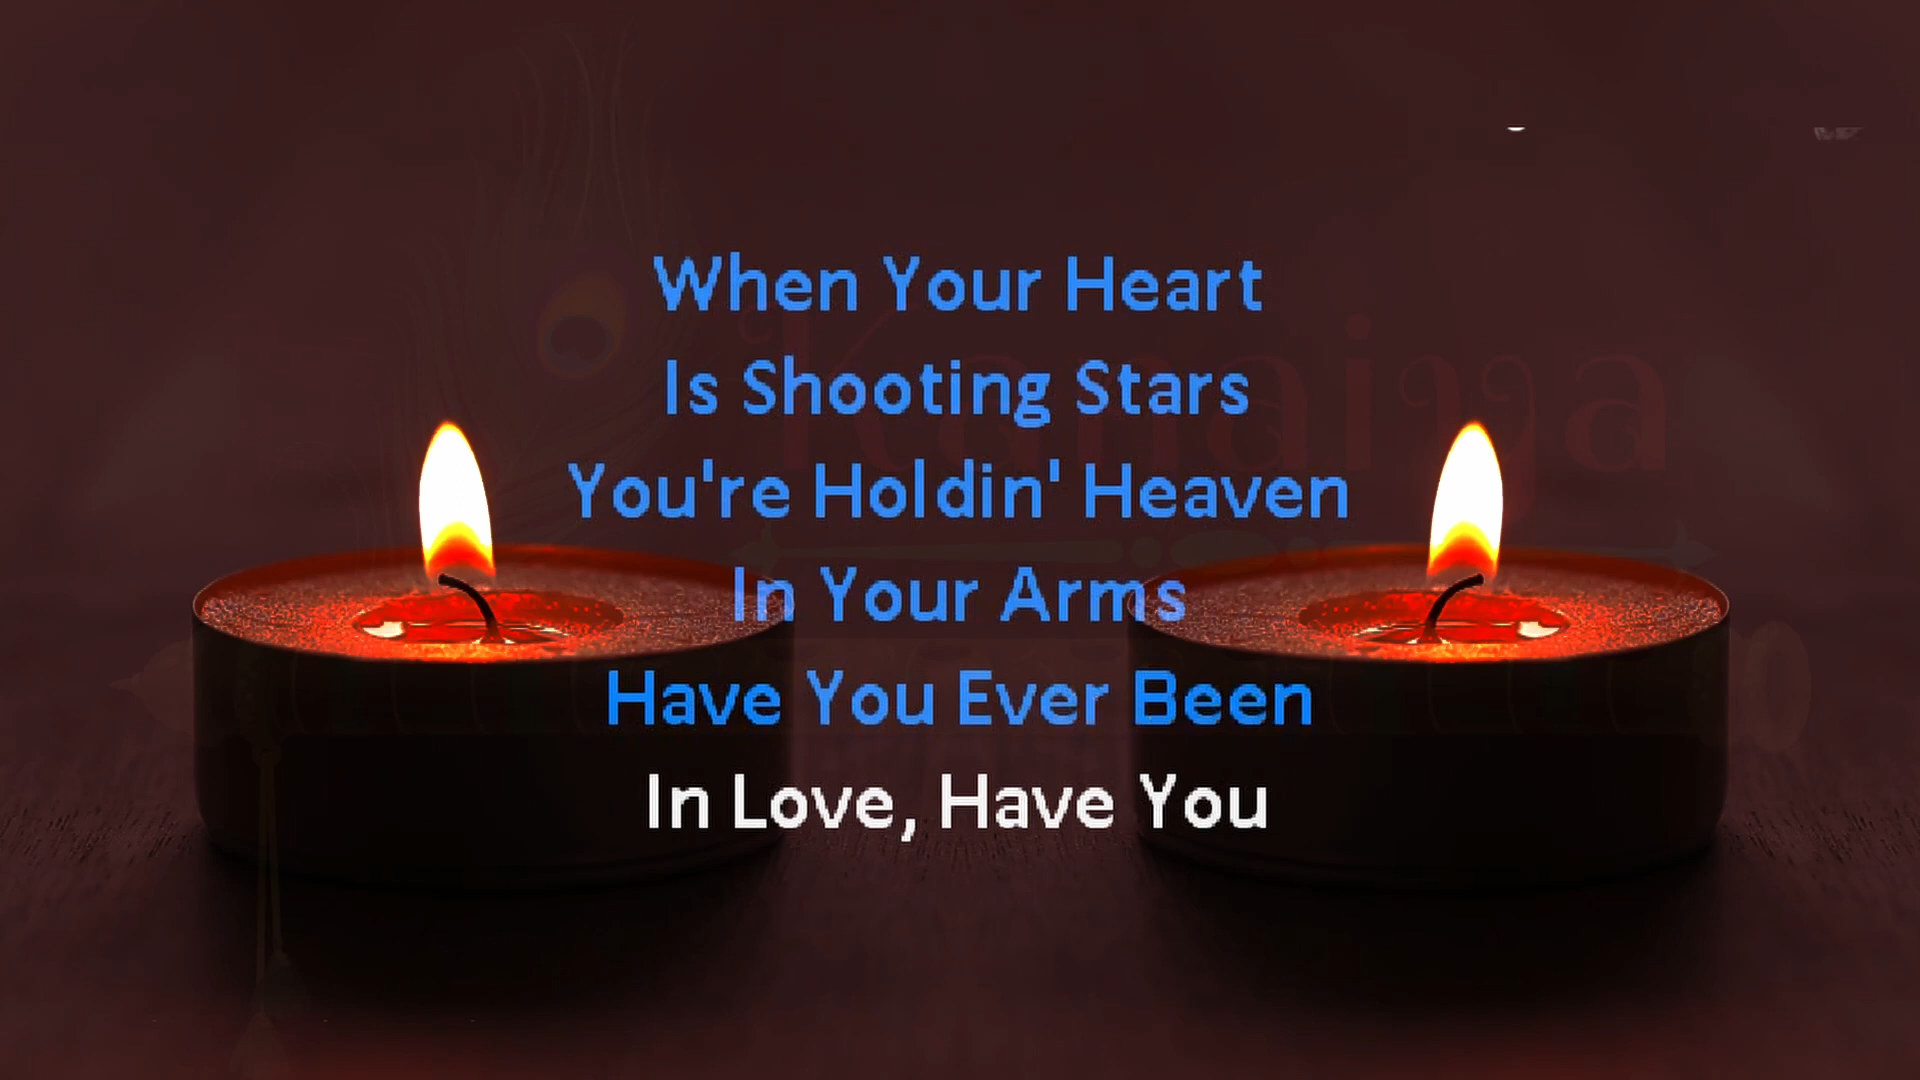 Kanaiya
When Your Heart
Is Shooting Stars
You're Holdin' Heaven
In Your Arms
Have You Ever Been
In Love, Have You